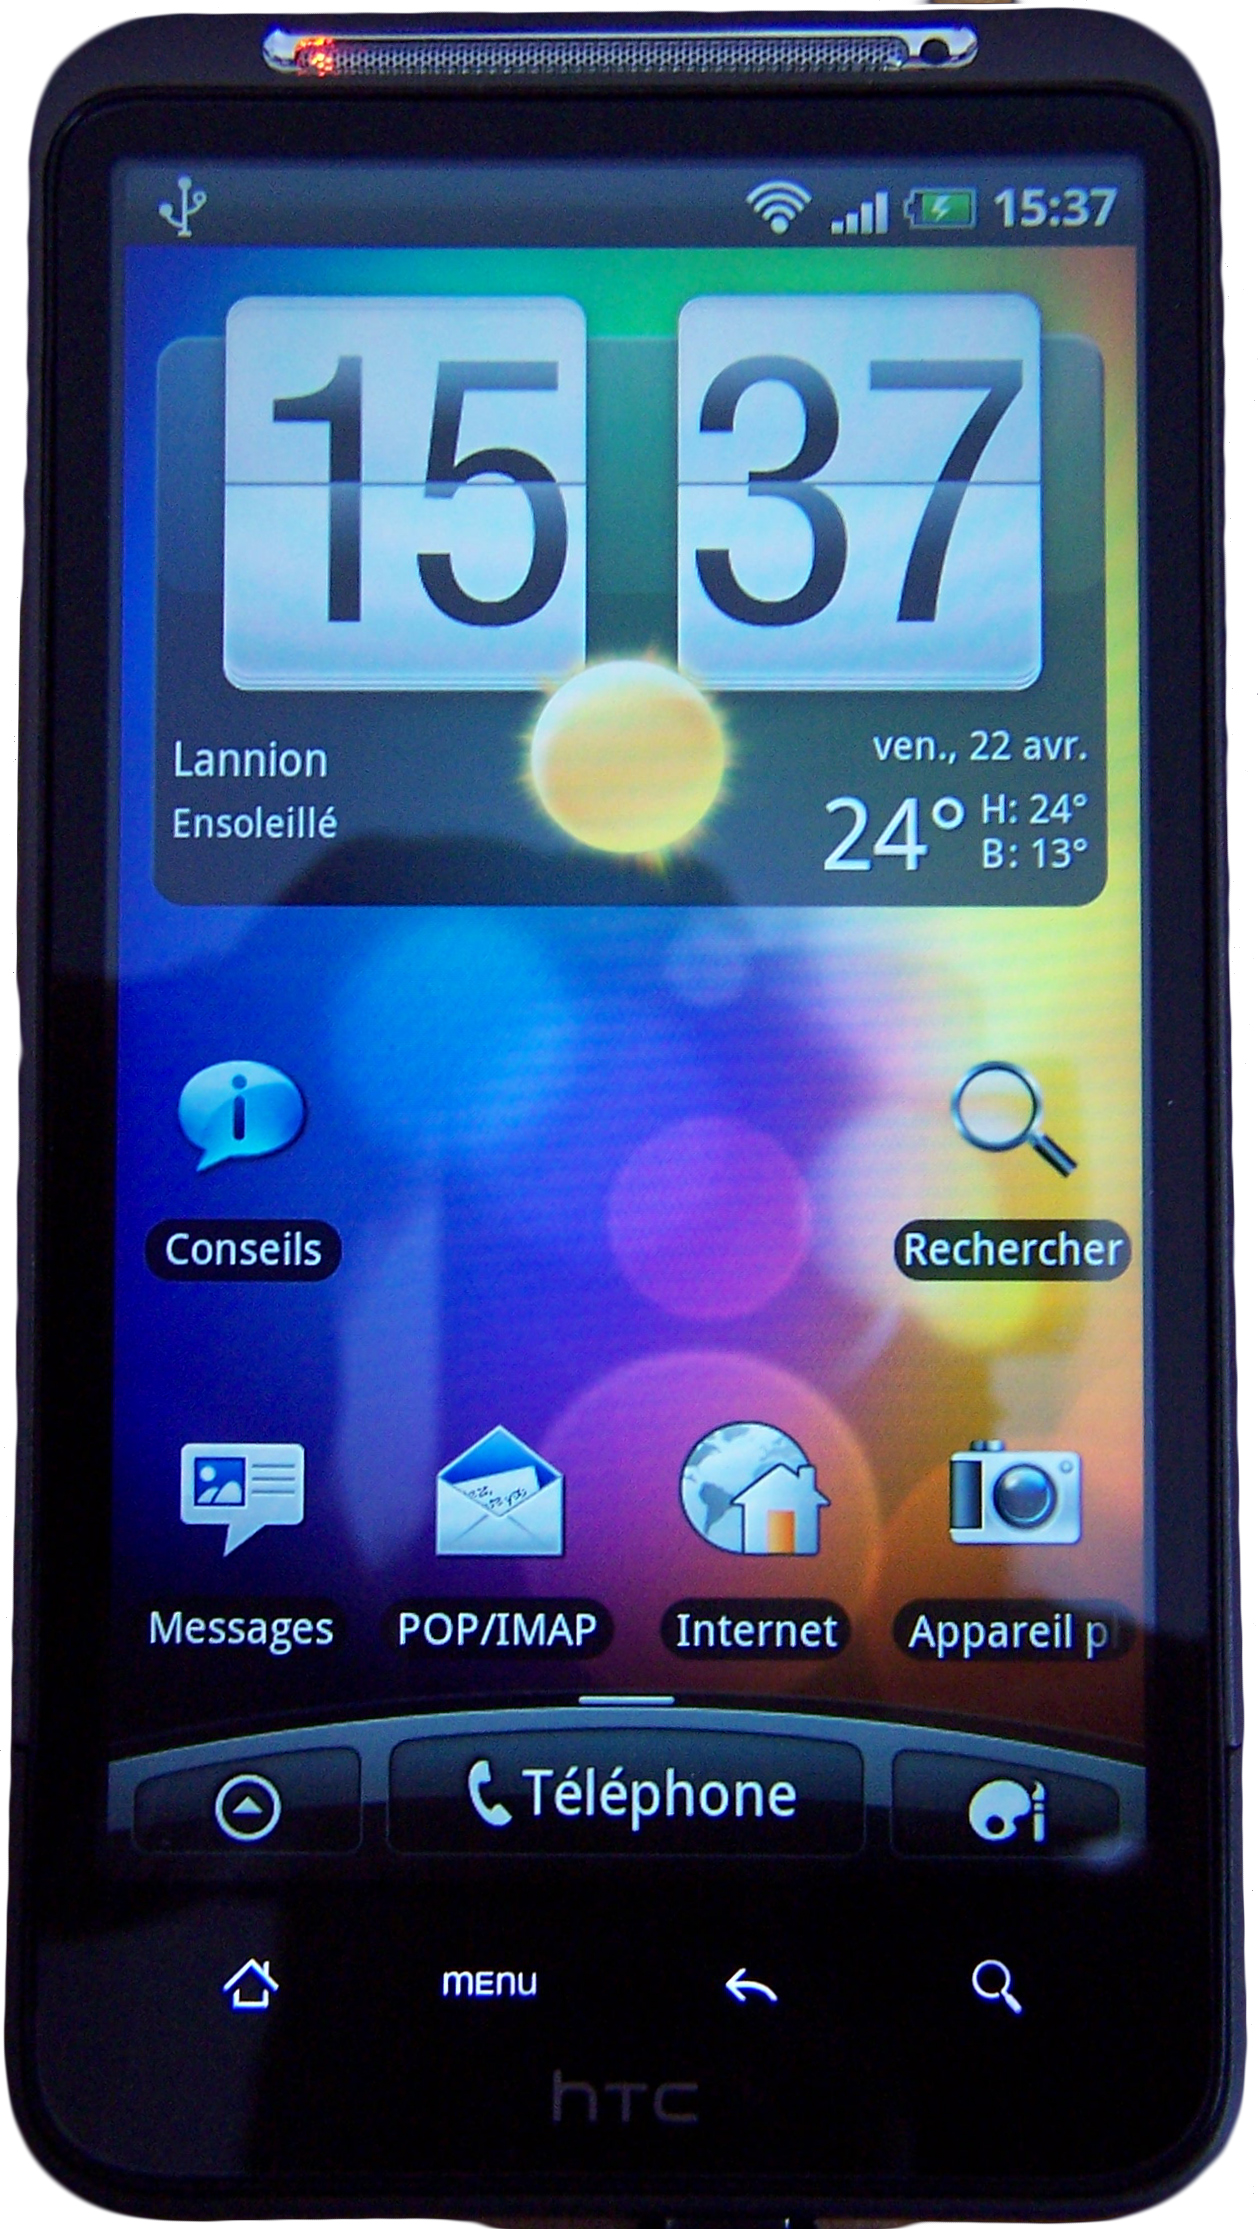 15:37
15 37
Lannion
Ensoleillé
ven., 22 avr.
24°
H: 24°
B: 13°
Conseils
Rechercher
Messages
POP/IMAP
Internet
Appareil p
Téléphone
MENU
hTC